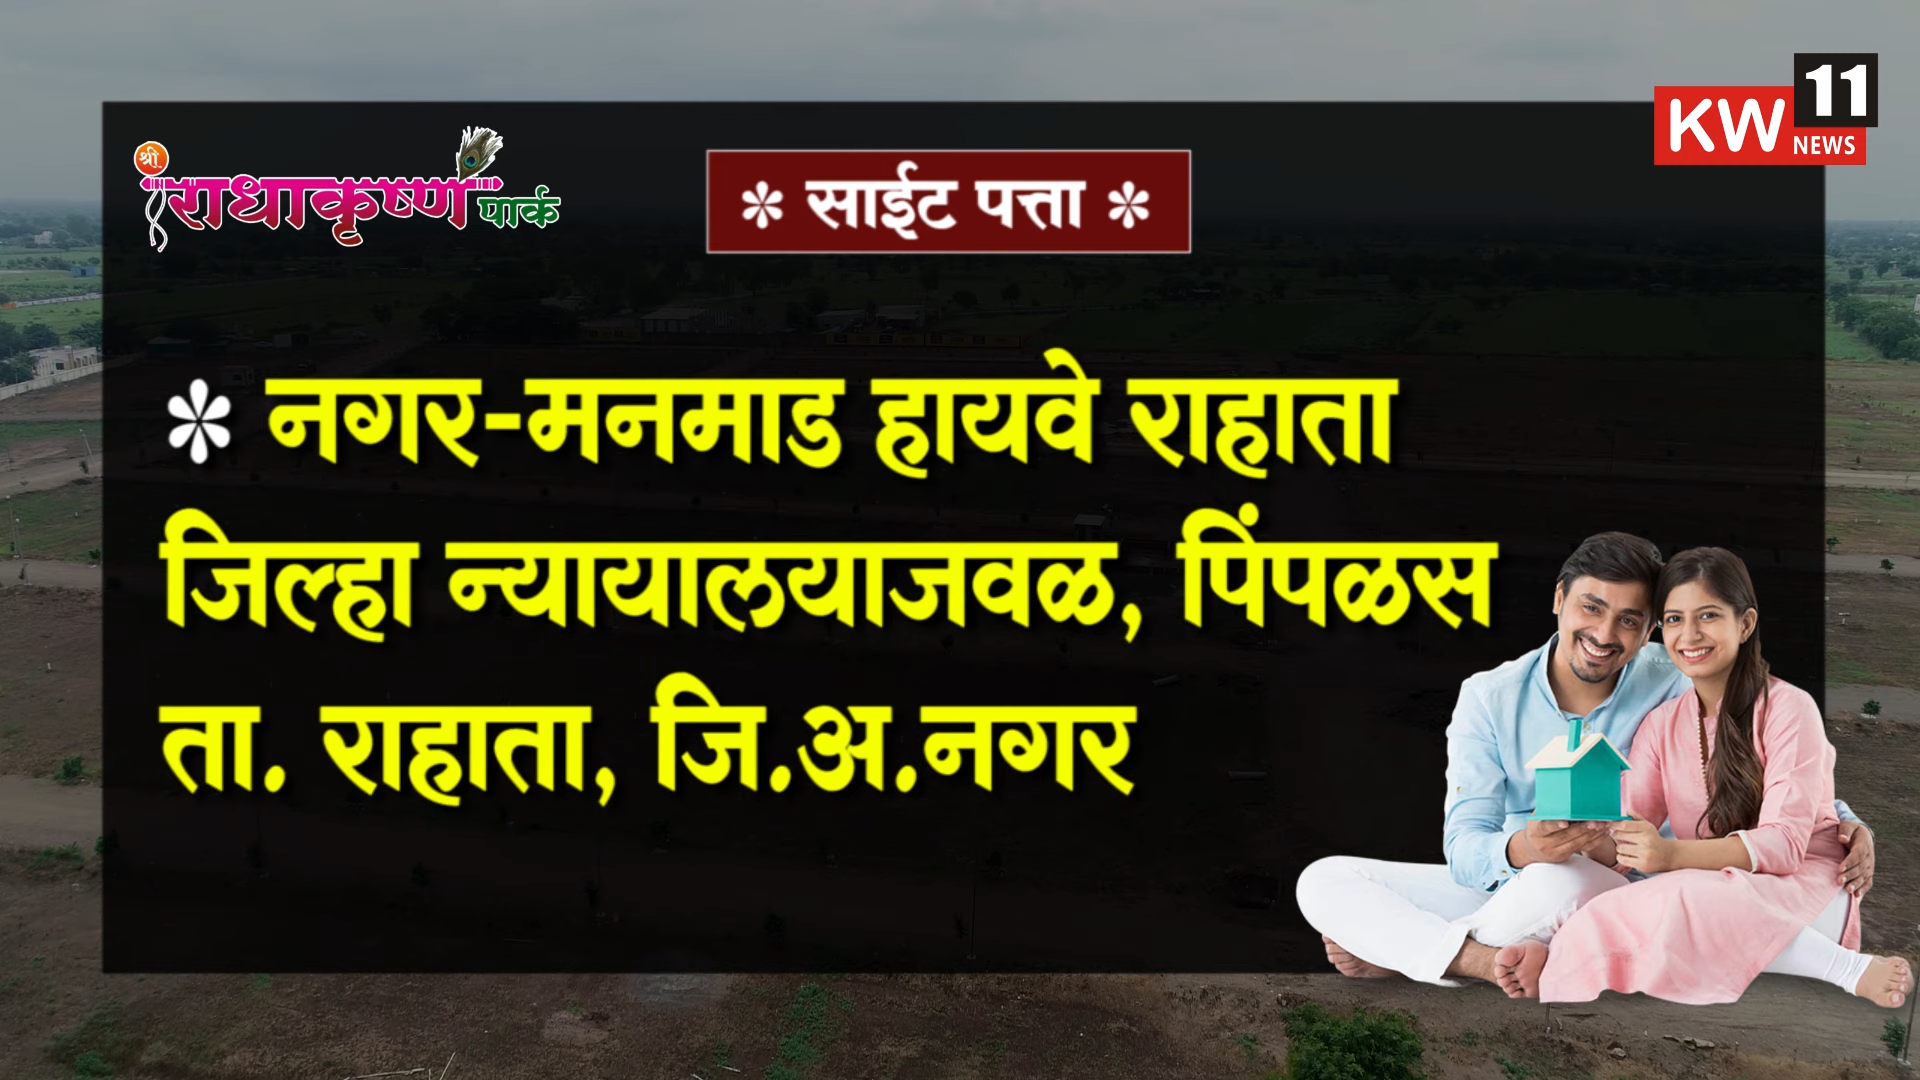 श्री
राधाकृष्ण पार्क
* साईट पत्ता *
KW 11 NEWS
* नगर-मनमाड हायवे राहाता
जिल्हा न्यायालयाजवळ, पिंपळस
ता. राहाता, जि.अ.नगर